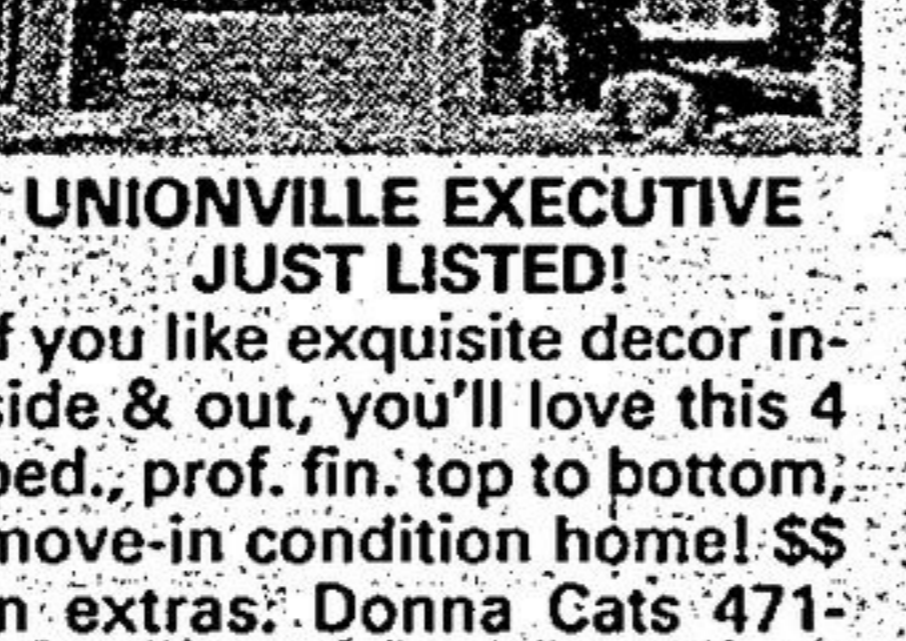 UNIONVILLE EXECUTIVE
JUST LISTED!
f you like exquisite decor in-
side & out, you'll love this 4
bed., prof. fin. top to bottom,
move-in condition home! $$
n extras. Donna Cats 471-